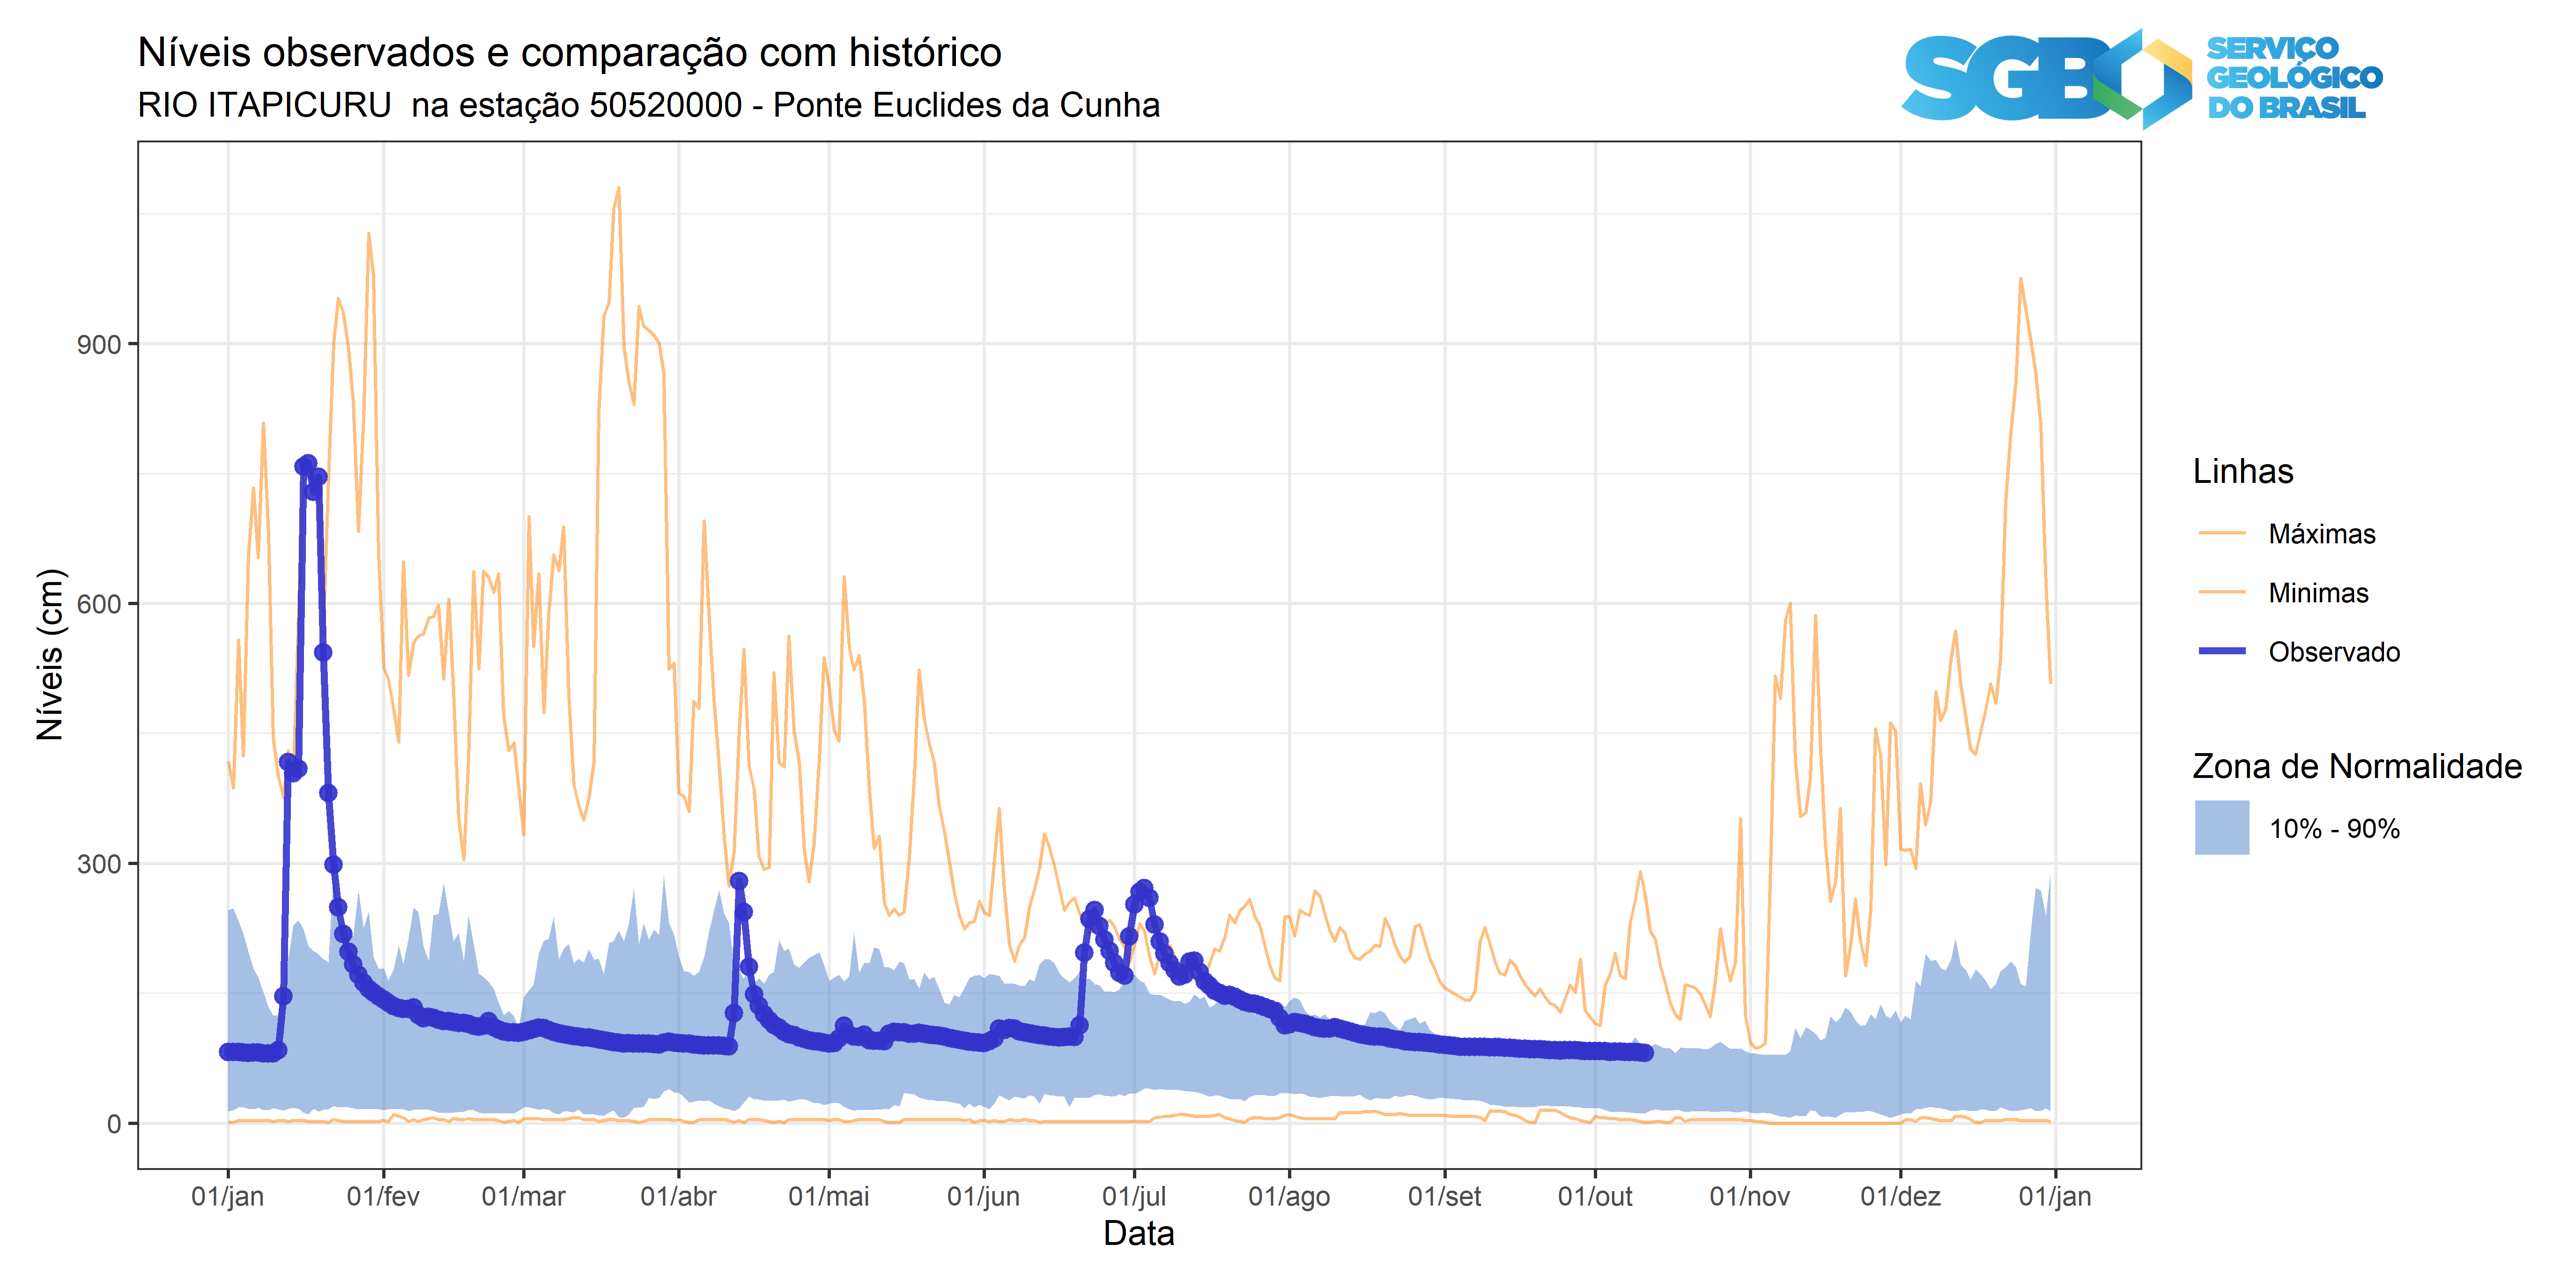 Níveis observados e comparação com histórico
RIO ITAPICURU  na estação 50520000 - Ponte Euclides da Cunha
SGB
SERVIÇO
GEOLÓGICO
DO BRASIL
Níveis (cm)
900
600
300
0
01/jan
01/fev
01/mar
01/abr
01/mai
01/jun
01/jul
01/ago
01/set
01/out
01/nov
01/dez
01/jan
Data
Linhas
Máximas
Minimas
Observado
Zona de Normalidade
10% - 90%